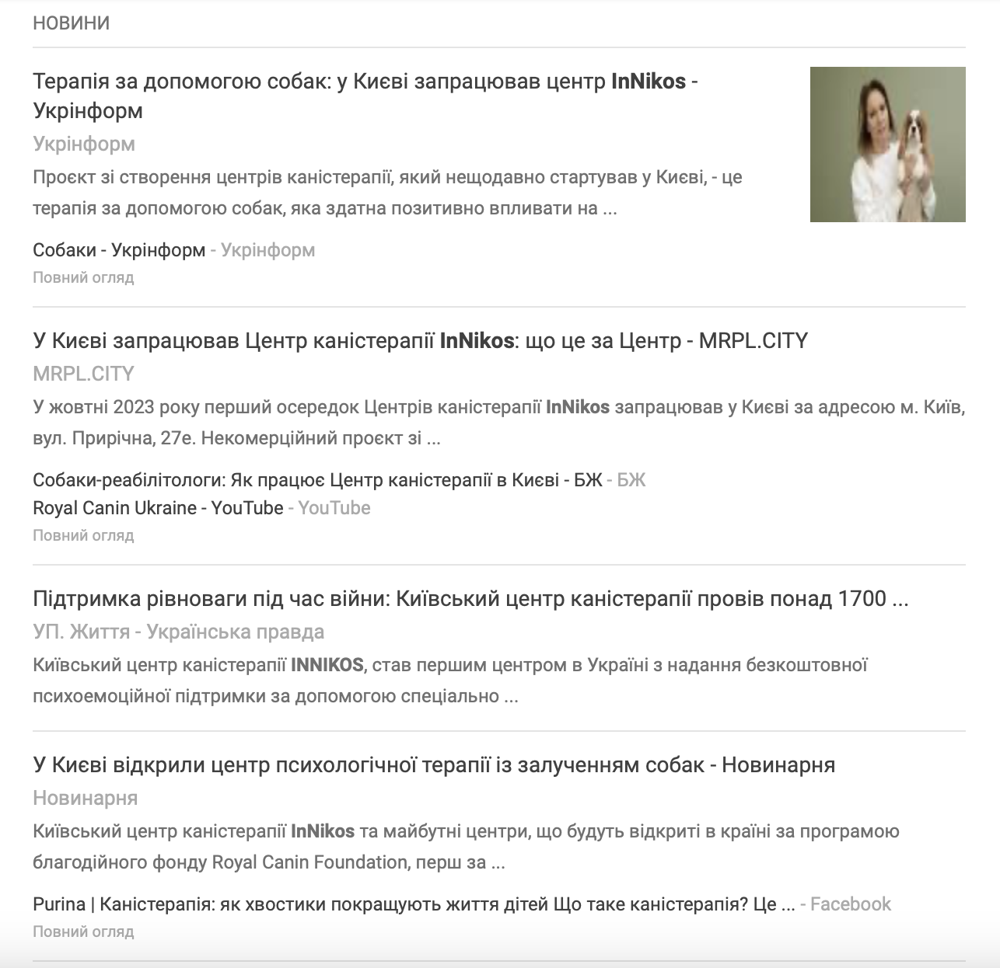 НОВИНИ
Терапія за допомогою собак: у Києві запрацював центр InNikos -
Укрінформ
Укрінформ
Проєкт зі створення центрів каністерапії, який нещодавно стартував у Києві, - це
терапія за допомогою собак, яка здатна позитивно впливати на ...
Собаки - Укрінформ - Укрінформ
Повний огляд
У Києві запрацював Центр каністерапії InNikos: що це за Центр - MRPL.CITY
MRPL.CITY
У жовтні 2023 року перший осередок Центрів каністерапії InNikos запрацював у Києві за адресою м. Київ,
вул. Прирічна, 27е. Некомерційний проєкт зі ...
Собаки-реабілітологи: Як працює Центр каністерапії в Києві - БЖ - БЖ
Royal Canin Ukraine - YouTube - YouTube
Повний огляд
Підтримка рівноваги під час війни: Київський центр каністерапії провів понад 1700 ...
УП. Життя - Українська правда
Київський центр каністерапії INNIKOS, став першим центром в Україні з надання безкоштовної
психоемоційної підтримки за допомогою спеціально ...
У Києві відкрили центр психологічної терапії із залученням собак - Новинарня
Новинарня
Київський центр каністерапії InNikos та майбутні центри, що будуть відкриті в країні за програмою
благодійного фонду Royal Canin Foundation, перш за ...
Purina | Каністерапія: як хвостики покращують життя дітей Що таке каністерапія? Це ... - Facebook
Повний огляд